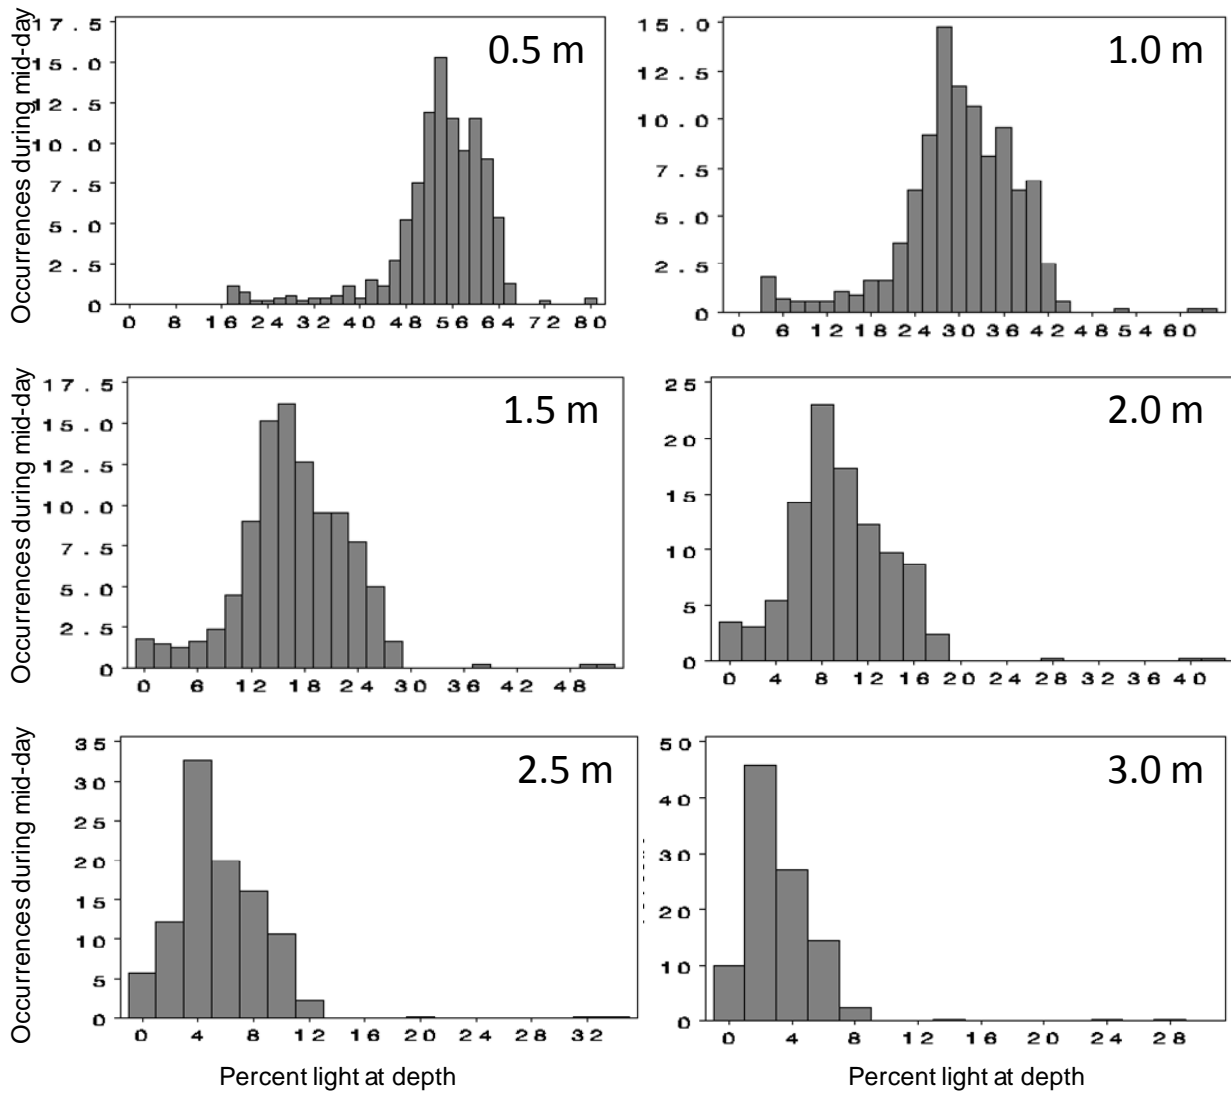 0.5 m
Occurrences during mid-day
17.5
15.0
12.5
10.0
7.5
5.0
2.5
0
0 8 16 24 32 40 48 56 64 72 80
1.0 m
15.0
12.5
10.0
7.5
5.0
2.5
0
0 6 12 18 24 30 36 42 48 54 60
1.5 m
Occurrences during mid-day
17.5
15.0
12.5
10.0
7.5
5.0
2.5
0
0 6 12 18 24 30 36 42 48
2.0 m
25
20
15
10
5
0
0 4 8 12 16 20 24 28 32 36 40
2.5 m
Occurrences during mid-day
35
30
25
20
15
10
5
0
0 4 8 12 16 20 24 28 32
Percent light at depth
3.0 m
50
40
30
20
10
0
0 4 8 12 16 20 24 28
Percent light at depth